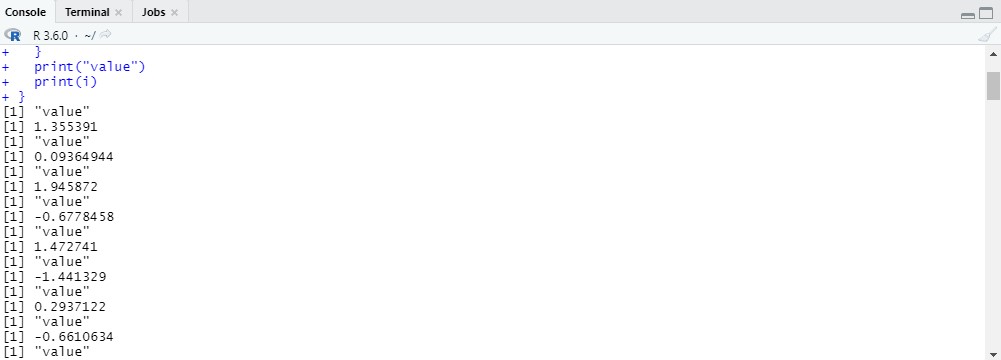 Console Terminal × Jobs ×
R R 3.6.0 · ~/
+   }
+   print("value")
+   print(i)
+ }
[1] "value"
[1] 1.355391
[1] "value"
[1] 0.09364944
[1] "value"
[1] 1.945872
[1] "value"
[1] -0.6778458
[1] "value"
[1] 1.472741
[1] "value"
[1] -1.441329
[1] "value"
[1] 0.2937122
[1] "value"
[1] -0.6610634
[1] "value"